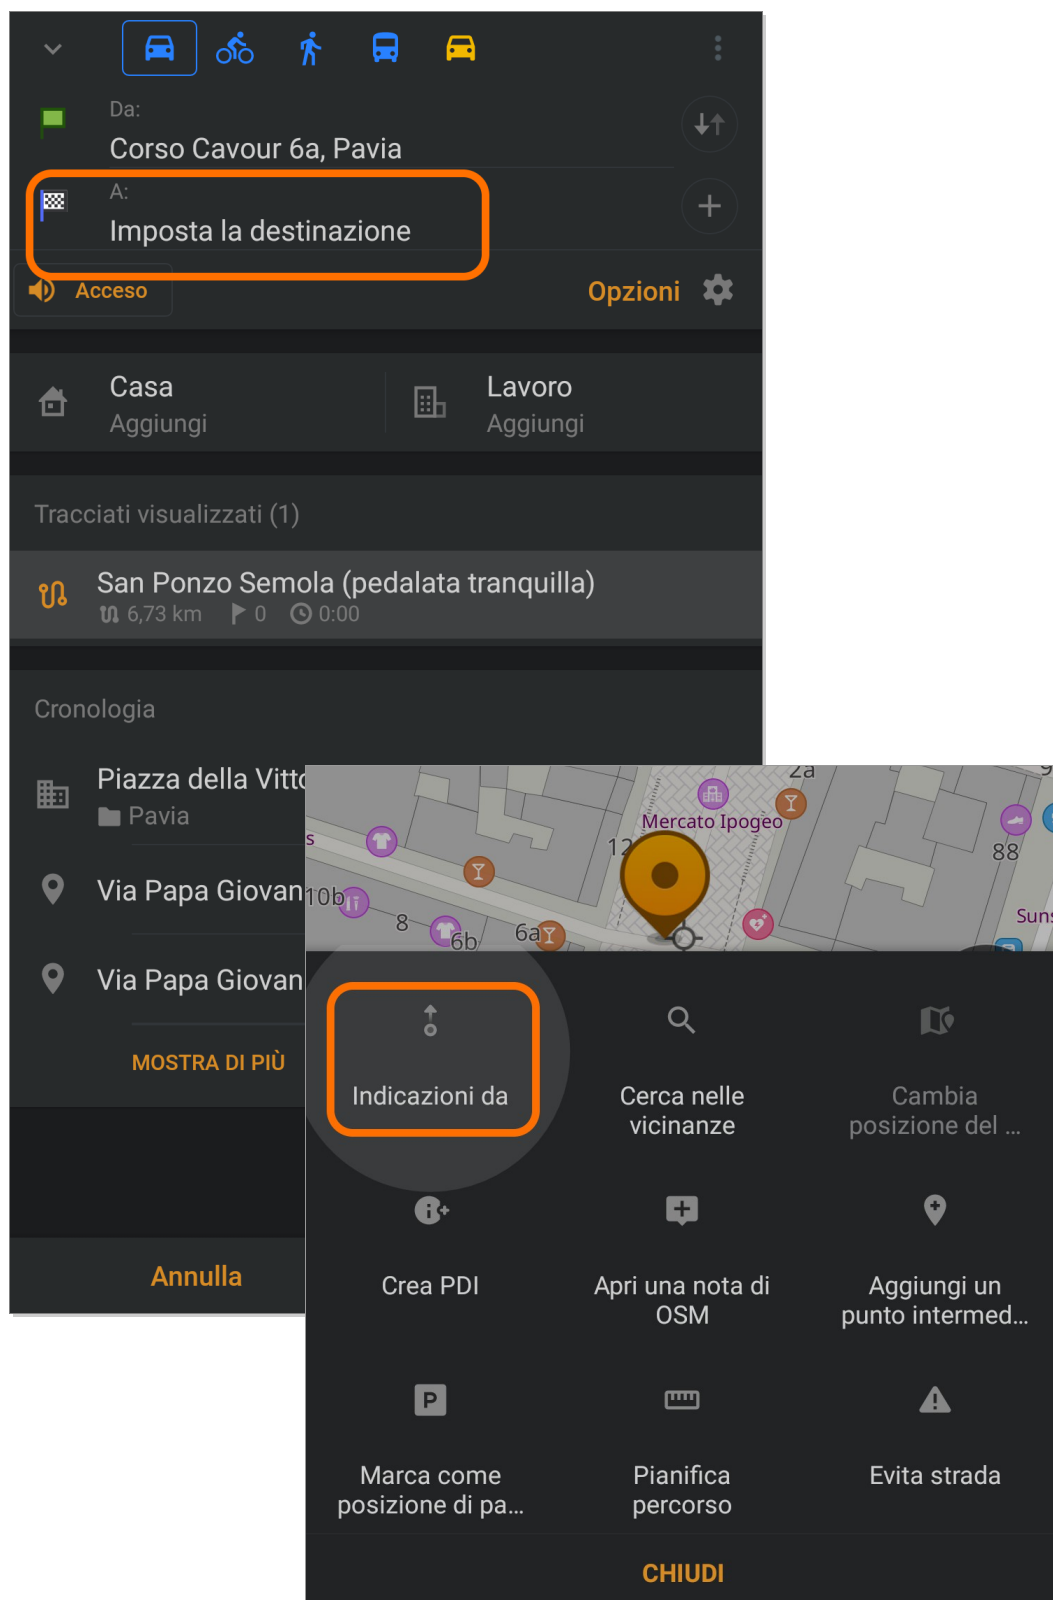 Da:
Corso Cavour 6a, Pavia
A:
Imposta la destinazione
Acceso
Opzioni
Casa
Aggiungi
Lavoro
Aggiungi
Tracciati visualizzati (1)
San Ponzo Semola (pedalata tranquilla)
6,73 km 0 0:00
Cronologia
Piazza della Vitto
Pavia
Via Papa Giovan
Via Papa Giovan
MOSTRA DI PIÙ
Annulla
2a
9
Mercato Ipogeo
s
12
88
10b
8
6b
6a
Suns
Indicazioni da
Cerca nelle
vicinanze
Cambia
posizione del ...
Crea PDI
Apri una nota di
OSM
Aggiungi un
punto intermed...
P
Marca come
posizione di pa...
Pianifica
percorso
Evita strada
CHIUDI